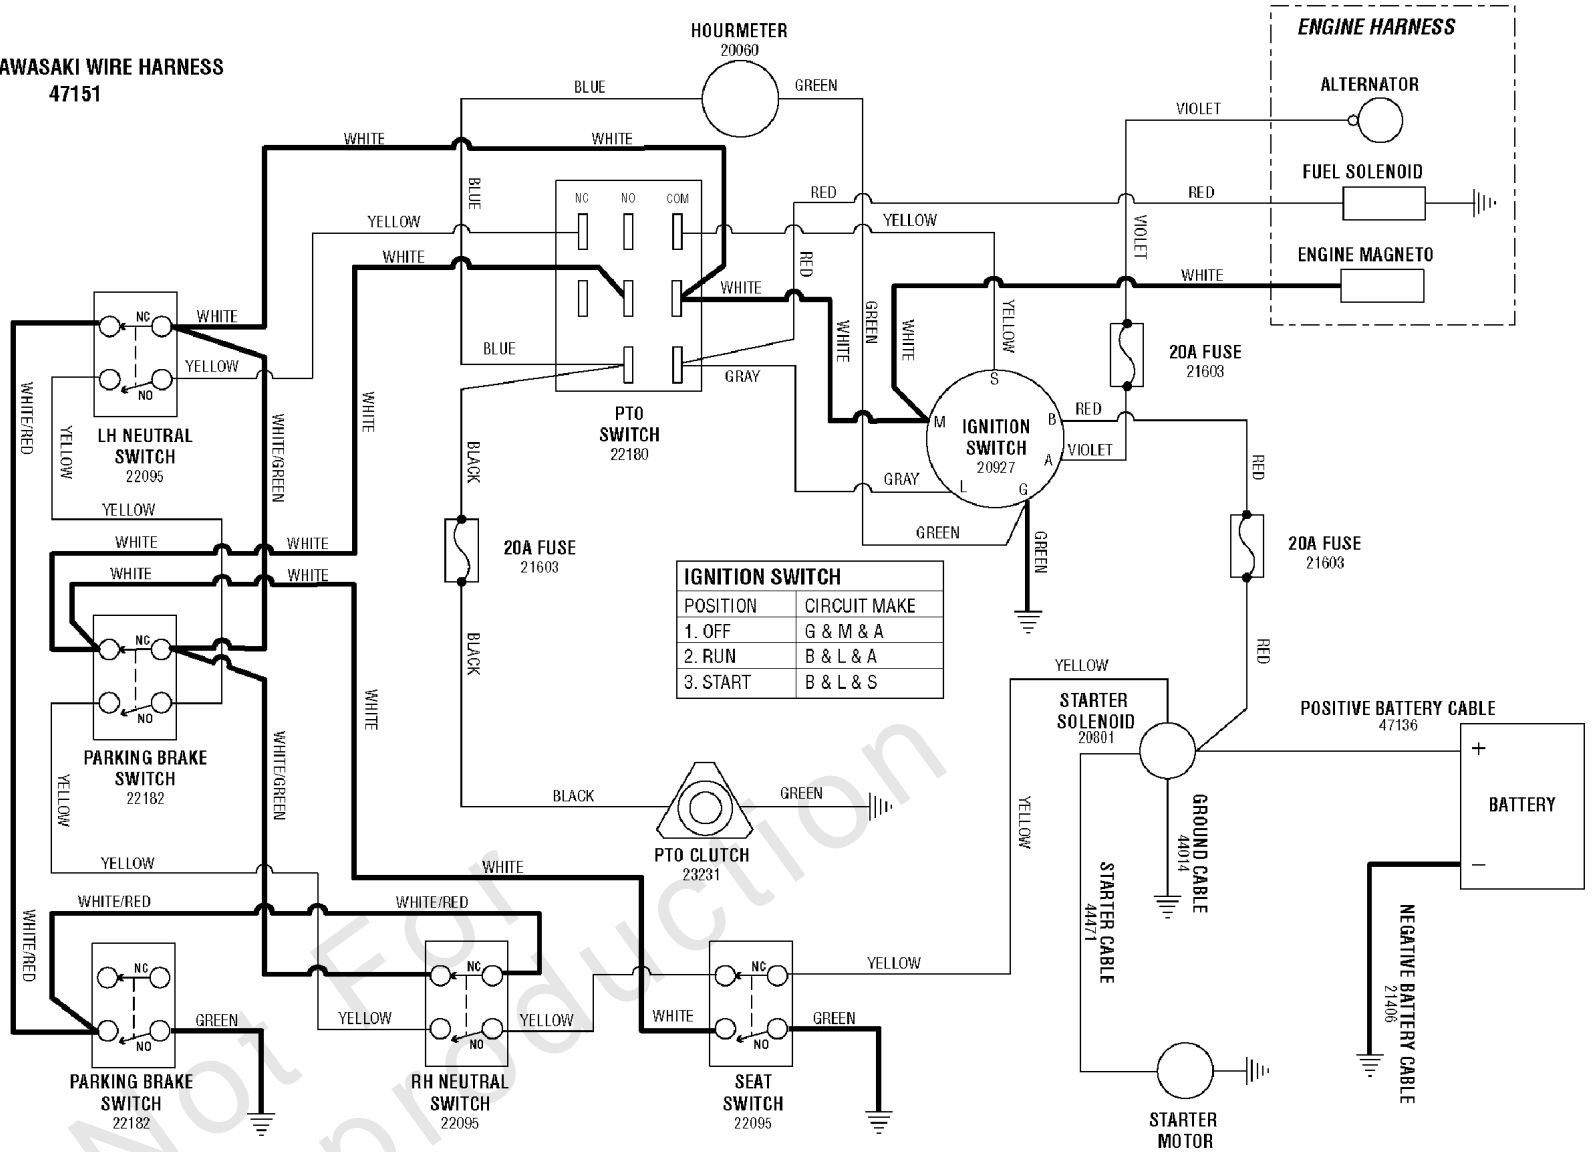 AWASAKI WIRE HARNESS
47151
HOURMETER
20060
ENGINE HARNESS
ALTERNATOR
FUEL SOLENOID
ENGINE MAGNETO
BLUE
GREEN
VIOLET
WHITE
WHITE
BLUE
NC
NO
COM
RED
RED
YELLOW
YELLOW
VIOLET
WHITE
RED
WHITE
WHITE
NC
WHITE
YELLOW
NO
BLUE
GRAY
WHITE
GREEN
WHITE
YELLOW
20A FUSE
21603
PTO
SWITCH
22180
S
M
B
A
L
G
IGNITION
SWITCH
20927
RED
VIOLET
GRAY
GREEN
GREEN
RED
WHITE/RED
LH NEUTRAL
SWITCH
22095
YELLOW
WHITE/GREEN
WHITE
BLACK
YELLOW
WHITE
WHITE
WHITE
WHITE
20A FUSE
21603
20A FUSE
21603
IGNITION SWITCH
POSITION CIRCUIT MAKE
1. OFF G & M & A
2. RUN B & L & A
3. START B & L & S
NC
NO
BLACK
RED
YELLOW
PARKING BRAKE
SWITCH
22182
WHITE/GREEN
WHITE
YELLOW
STARTER
SOLENOID
20801
POSITIVE BATTERY CABLE
47136
+
BATTERY
-
BLACK
GREEN
PTO CLUTCH
23231
YELLOW
GROUND CABLE
44014
STARTER CABLE
44471
NEGATIVE BATTERY CABLE
21406
YELLOW
WHITE
WHITE/RED
WHITE/RED
WHITE/RED
NC
NO
GREEN
YELLOW
NC
NO
YELLOW
WHITE
NC
NO
YELLOW
GREEN
PARKING BRAKE
SWITCH
22182
RH NEUTRAL
SWITCH
22095
SEAT
SWITCH
22095
STARTER
MOTOR
Not For
production